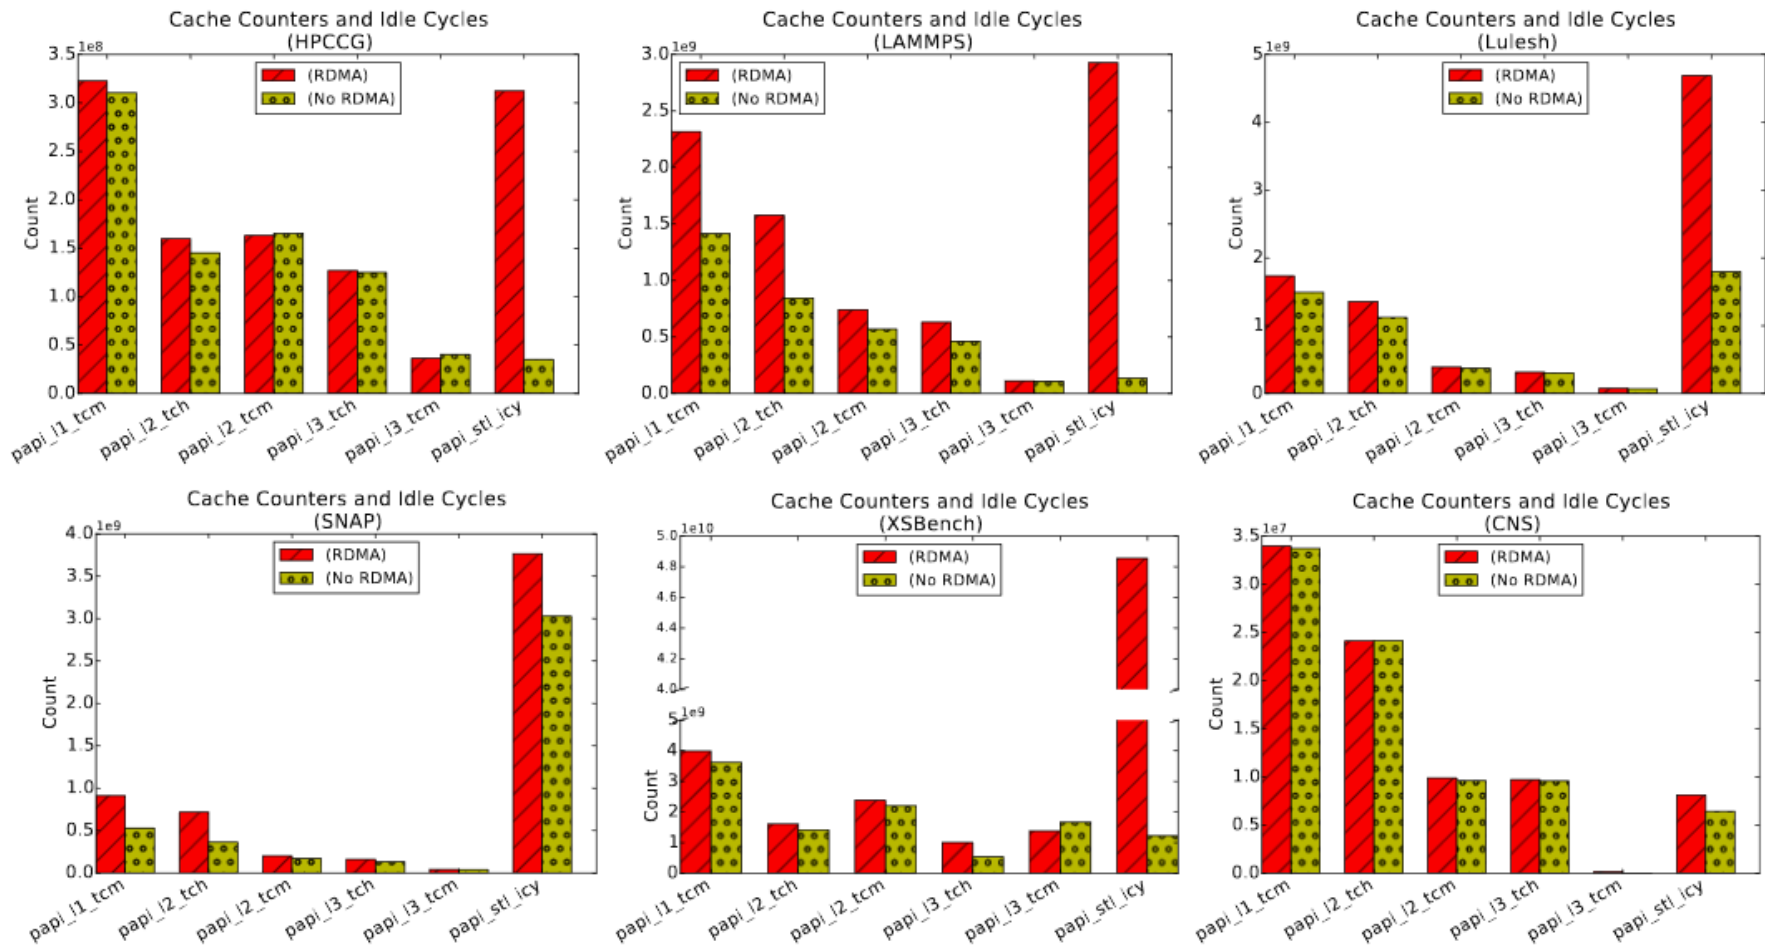 Cache Counters and Idle Cycles
(HPCCG)
1e8
3.5
3.0
2.5
2.0
1.5
1.0
0.5
0.0
Count
(RDMA)
(No RDMA)
papi_l1_tcm
papi_l2_tch
papi_l2_tcm
papi_l3_tch
papi_l3_tcm
papi_stl_icy
Cache Counters and Idle Cycles
(LAMMPS)
1e9
3.0
2.5
2.0
1.5
1.0
0.5
0.0
Count
(RDMA)
(No RDMA)
papi_l1_tcm
papi_l2_tch
papi_l2_tcm
papi_l3_tch
papi_l3_tcm
papi_stl_icy
Cache Counters and Idle Cycles
(Lulesh)
1e9
5
4
3
2
1
0
Count
(RDMA)
(No RDMA)
papi_l1_tcm
papi_l2_tch
papi_l2_tcm
papi_l3_tch
papi_l3_tcm
papi_stl_icy
Cache Counters and Idle Cycles
(SNAP)
1e9
4.0
3.5
3.0
2.5
2.0
1.5
1.0
0.5
0.0
Count
(RDMA)
(No RDMA)
papi_l1_tcm
papi_l2_tch
papi_l2_tcm
papi_l3_tch
papi_l3_tcm
papi_stl_icy
Cache Counters and Idle Cycles
(XSBench)
1e10
5.0
4.8
4.6
4.4
4.2
4.0
1e9
5
4
3
2
1
0
Count
(RDMA)
(No RDMA)
papi_l1_tcm
papi_l2_tch
papi_l2_tcm
papi_l3_tch
papi_l3_tcm
papi_stl_icy
Cache Counters and Idle Cycles
(CNS)
1e7
3.5
3.0
2.5
2.0
1.5
1.0
0.5
0.0
Count
(RDMA)
(No RDMA)
papi_l1_tcm
papi_l2_tch
papi_l2_tcm
papi_l3_tch
papi_l3_tcm
papi_stl_icy